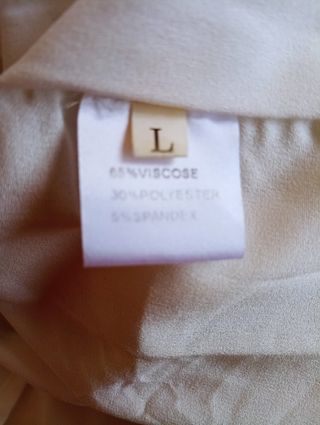 L
65%VISCOSE
30%POLYESTER
5%SPANDEX